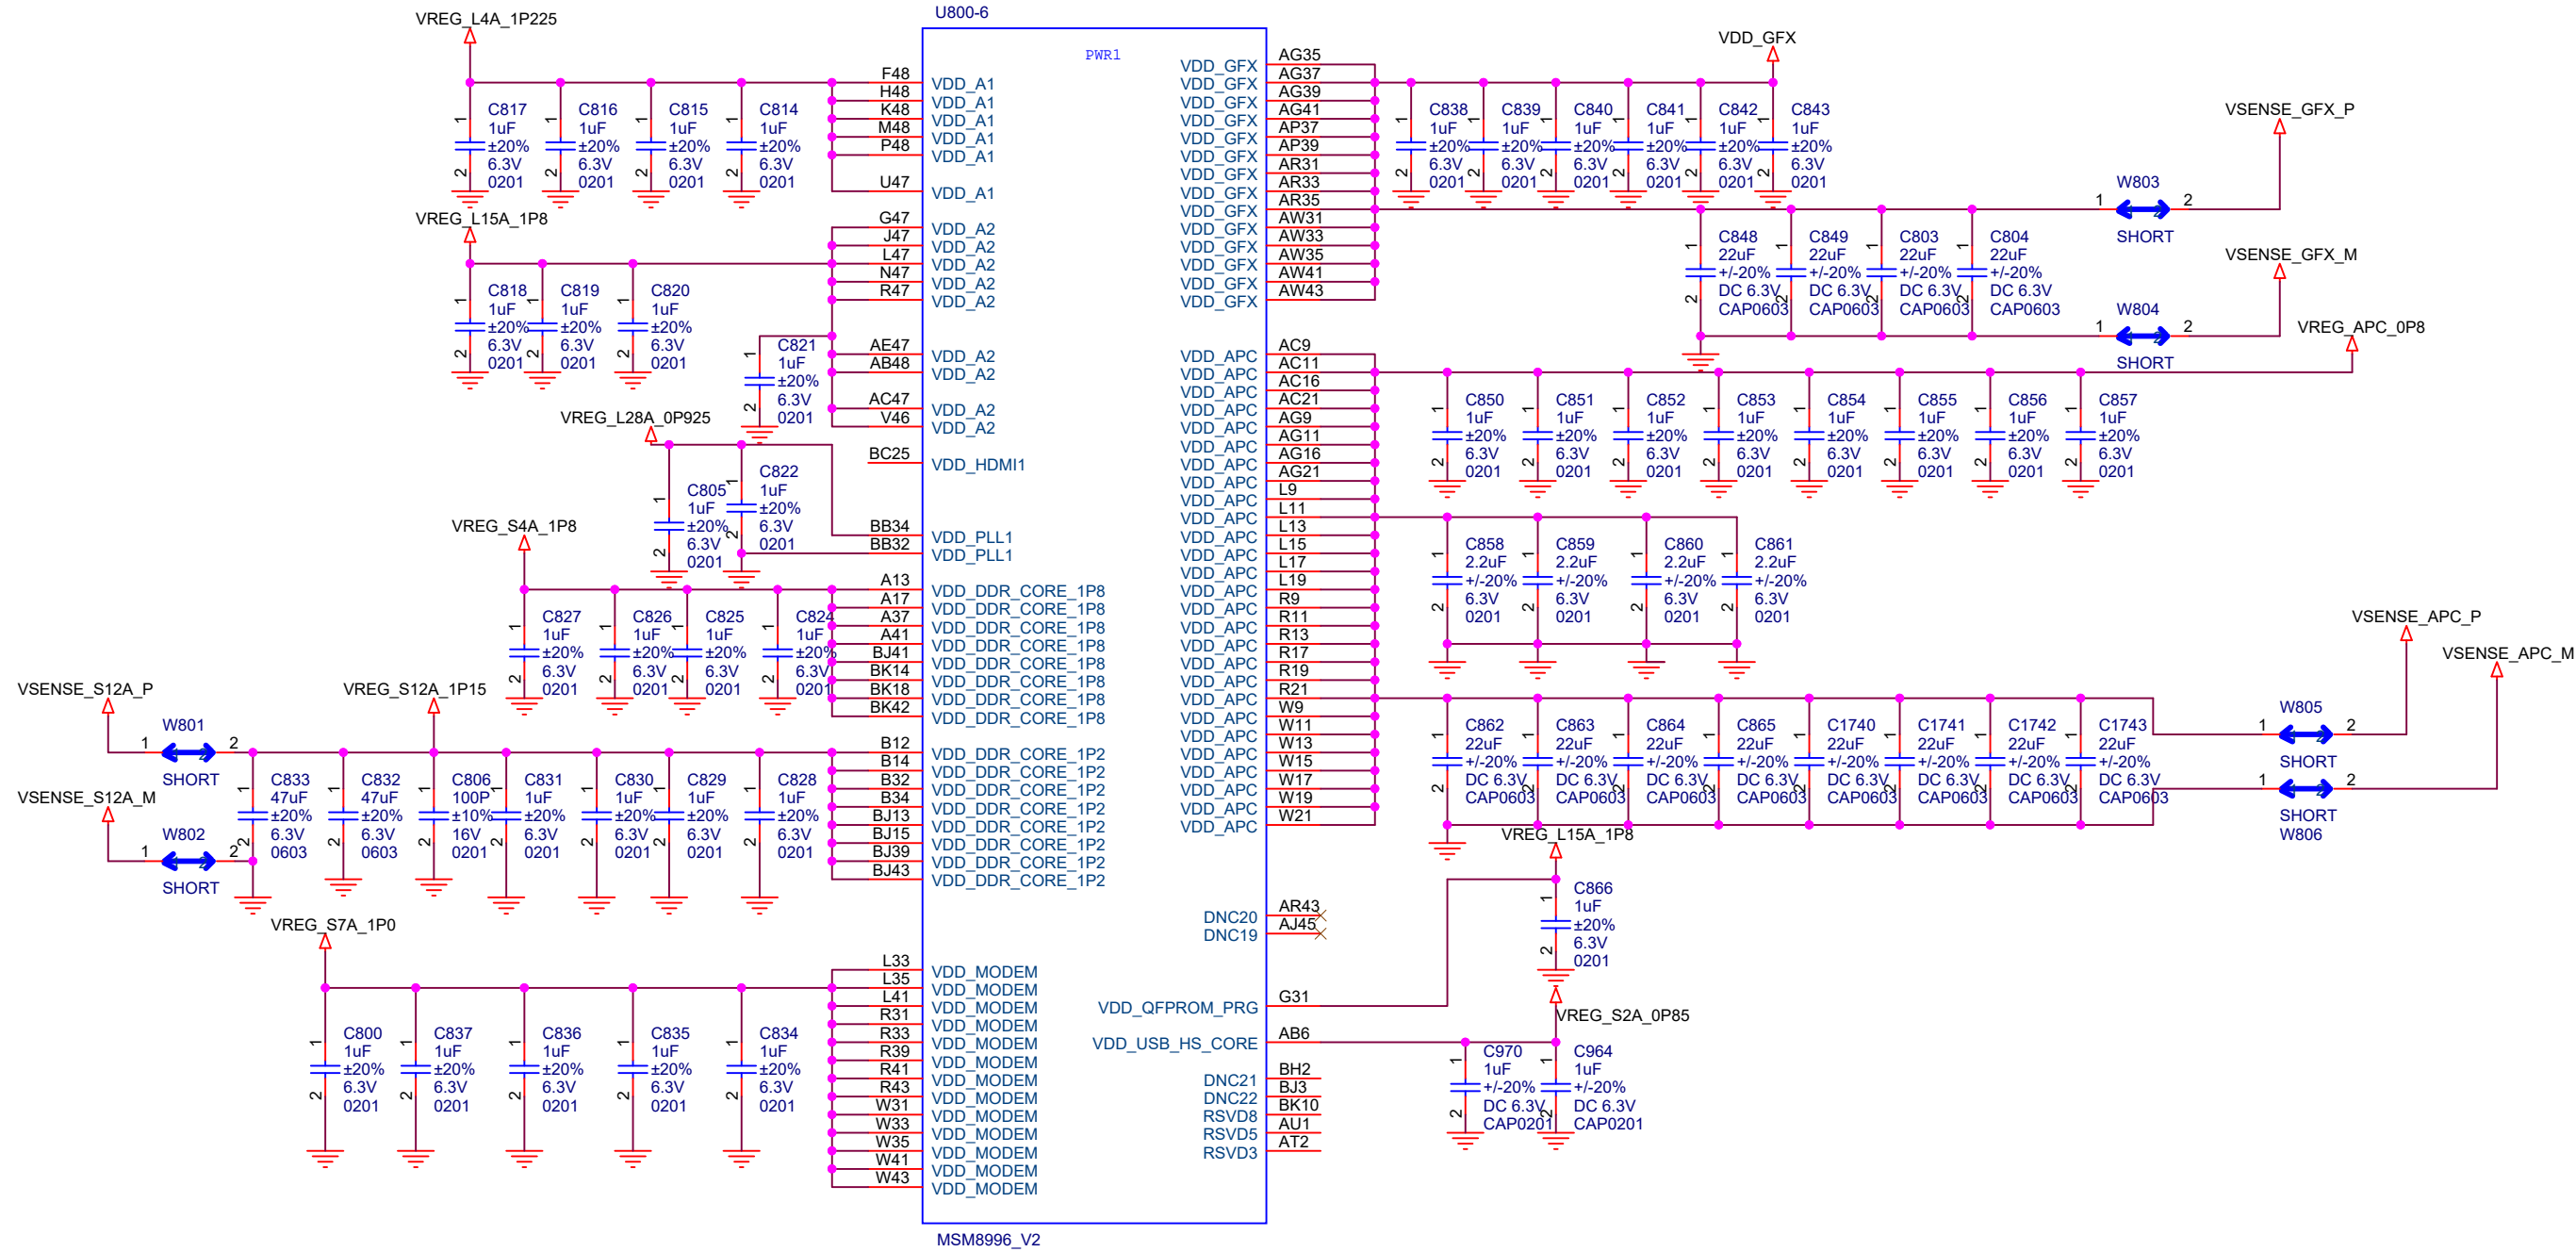 U800-6
PWR1
VREG_L4A_1P225
C817
1uF
±20%
6.3V
0201
C816
1uF
±20%
6.3V
0201
C815
1uF
±20%
6.3V
0201
C814
1uF
±20%
6.3V
0201
F48 VDD_A1
H48 VDD_A1
K48 VDD_A1
M48 VDD_A1
P48 VDD_A1
U47 VDD_A1
VREG_L15A_1P8
C818
1uF
±20%
6.3V
0201
C819
1uF
±20%
6.3V
0201
C820
1uF
±20%
6.3V
0201
C821
1uF
±20%
6.3V
0201
G47 VDD_A2
J47 VDD_A2
L47 VDD_A2
N47 VDD_A2
R47 VDD_A2
AE47 VDD_A2
AB48 VDD_A2
AC47 VDD_A2
V46 VDD_A2
VREG_L28A_0P925
BC25 VDD_HDMI1
C805
1uF
±20%
6.3V
0201
C822
1uF
±20%
6.3V
0201
BB34 VDD_PLL1
BB32 VDD_PLL1
VREG_S4A_1P8
C827
1uF
±20%
6.3V
0201
C826
1uF
±20%
6.3V
0201
C825
1uF
±20%
6.3V
0201
C824
1uF
±20%
6.3V
0201
A13 VDD_DDR_CORE_1P8
A17 VDD_DDR_CORE_1P8
A37 VDD_DDR_CORE_1P8
A41 VDD_DDR_CORE_1P8
BJ41 VDD_DDR_CORE_1P8
BK14 VDD_DDR_CORE_1P8
BK18 VDD_DDR_CORE_1P8
BK42 VDD_DDR_CORE_1P8
VSENSE_S12A_P
VREG_S12A_1P15
W801
1 2
SHORT
VSENSE_S12A_M
W802
1 2
SHORT
C833
47uF
±20%
6.3V
0603
C832
47uF
±20%
6.3V
0603
C806
100P
±10%
16V
0201
C831
1uF
±20%
6.3V
0201
C830
1uF
±20%
6.3V
0201
C829
1uF
±20%
6.3V
0201
C828
1uF
±20%
6.3V
0201
B12 VDD_DDR_CORE_1P2
B14 VDD_DDR_CORE_1P2
B32 VDD_DDR_CORE_1P2
B34 VDD_DDR_CORE_1P2
BJ13 VDD_DDR_CORE_1P2
BJ15 VDD_DDR_CORE_1P2
BJ39 VDD_DDR_CORE_1P2
BJ43 VDD_DDR_CORE_1P2
VREG_S7A_1P0
C800
1uF
±20%
6.3V
0201
C837
1uF
±20%
6.3V
0201
C836
1uF
±20%
6.3V
0201
C835
1uF
±20%
6.3V
0201
C834
1uF
±20%
6.3V
0201
L33 VDD_MODEM
L35 VDD_MODEM
L41 VDD_MODEM
R31 VDD_MODEM
R33 VDD_MODEM
R39 VDD_MODEM
R41 VDD_MODEM
R43 VDD_MODEM
W31 VDD_MODEM
W33 VDD_MODEM
W35 VDD_MODEM
W41 VDD_MODEM
W43 VDD_MODEM
VDD_GFX AG35
VDD_GFX AG37
VDD_GFX AG39
VDD_GFX AG41
VDD_GFX AP37
VDD_GFX AP39
VDD_GFX AR31
VDD_GFX AR33
VDD_GFX AR35
VDD_GFX AW31
VDD_GFX AW33
VDD_GFX AW35
VDD_GFX AW41
VDD_GFX AW43
VDD_GFX
C838
1uF
±20%
6.3V
0201
C839
1uF
±20%
6.3V
0201
C840
1uF
±20%
6.3V
0201
C841
1uF
±20%
6.3V
0201
C842
1uF
±20%
6.3V
0201
C843
1uF
±20%
6.3V
0201
VSENSE_GFX_P
W803
1 2
SHORT
C848
22uF
+/-20%
DC 6.3V
CAP0603
C849
22uF
+/-20%
DC 6.3V
CAP0603
C803
22uF
+/-20%
DC 6.3V
CAP0603
C804
22uF
+/-20%
DC 6.3V
CAP0603
VSENSE_GFX_M
W804
1 2
SHORT
VREG_APC_0P8
VDD_APC AC9
VDD_APC AC11
VDD_APC AC16
VDD_APC AC21
VDD_APC AG9
VDD_APC AG11
VDD_APC AG16
VDD_APC AG21
VDD_APC L9
VDD_APC L11
VDD_APC L13
VDD_APC L15
VDD_APC L17
VDD_APC L19
VDD_APC R9
VDD_APC R11
VDD_APC R13
VDD_APC R17
VDD_APC R19
VDD_APC R21
VDD_APC W9
VDD_APC W11
VDD_APC W13
VDD_APC W15
VDD_APC W17
VDD_APC W19
VDD_APC W21
C850
1uF
±20%
6.3V
0201
C851
1uF
±20%
6.3V
0201
C852
1uF
±20%
6.3V
0201
C853
1uF
±20%
6.3V
0201
C854
1uF
±20%
6.3V
0201
C855
1uF
±20%
6.3V
0201
C856
1uF
±20%
6.3V
0201
C857
1uF
±20%
6.3V
0201
C858
2.2uF
+/-20%
6.3V
0201
C859
2.2uF
+/-20%
6.3V
0201
C860
2.2uF
+/-20%
6.3V
0201
C861
2.2uF
+/-20%
6.3V
0201
VSENSE_APC_P
VSENSE_APC_M
C862
22uF
+/-20%
DC 6.3V
CAP0603
C863
22uF
+/-20%
DC 6.3V
CAP0603
C864
22uF
+/-20%
DC 6.3V
CAP0603
C865
22uF
+/-20%
DC 6.3V
CAP0603
C1740
22uF
+/-20%
DC 6.3V
CAP0603
C1741
22uF
+/-20%
DC 6.3V
CAP0603
C1742
22uF
+/-20%
DC 6.3V
CAP0603
C1743
22uF
+/-20%
DC 6.3V
CAP0603
W805
1 2
SHORT
1 2
SHORT
W806
VREG_L15A_1P8
C866
1uF
±20%
6.3V
0201
DNC20 AR43
DNC19 AJ45
VDD_QFPROM_PRG G31
VREG_S2A_0P85
VDD_USB_HS_CORE AB6
C970
1uF
+/-20%
DC 6.3V
CAP0201
C964
1uF
+/-20%
DC 6.3V
CAP0201
DNC21 BH2
DNC22 BJ3
RSVD8 BK10
RSVD5 AU1
RSVD3 AT2
MSM8996_V2